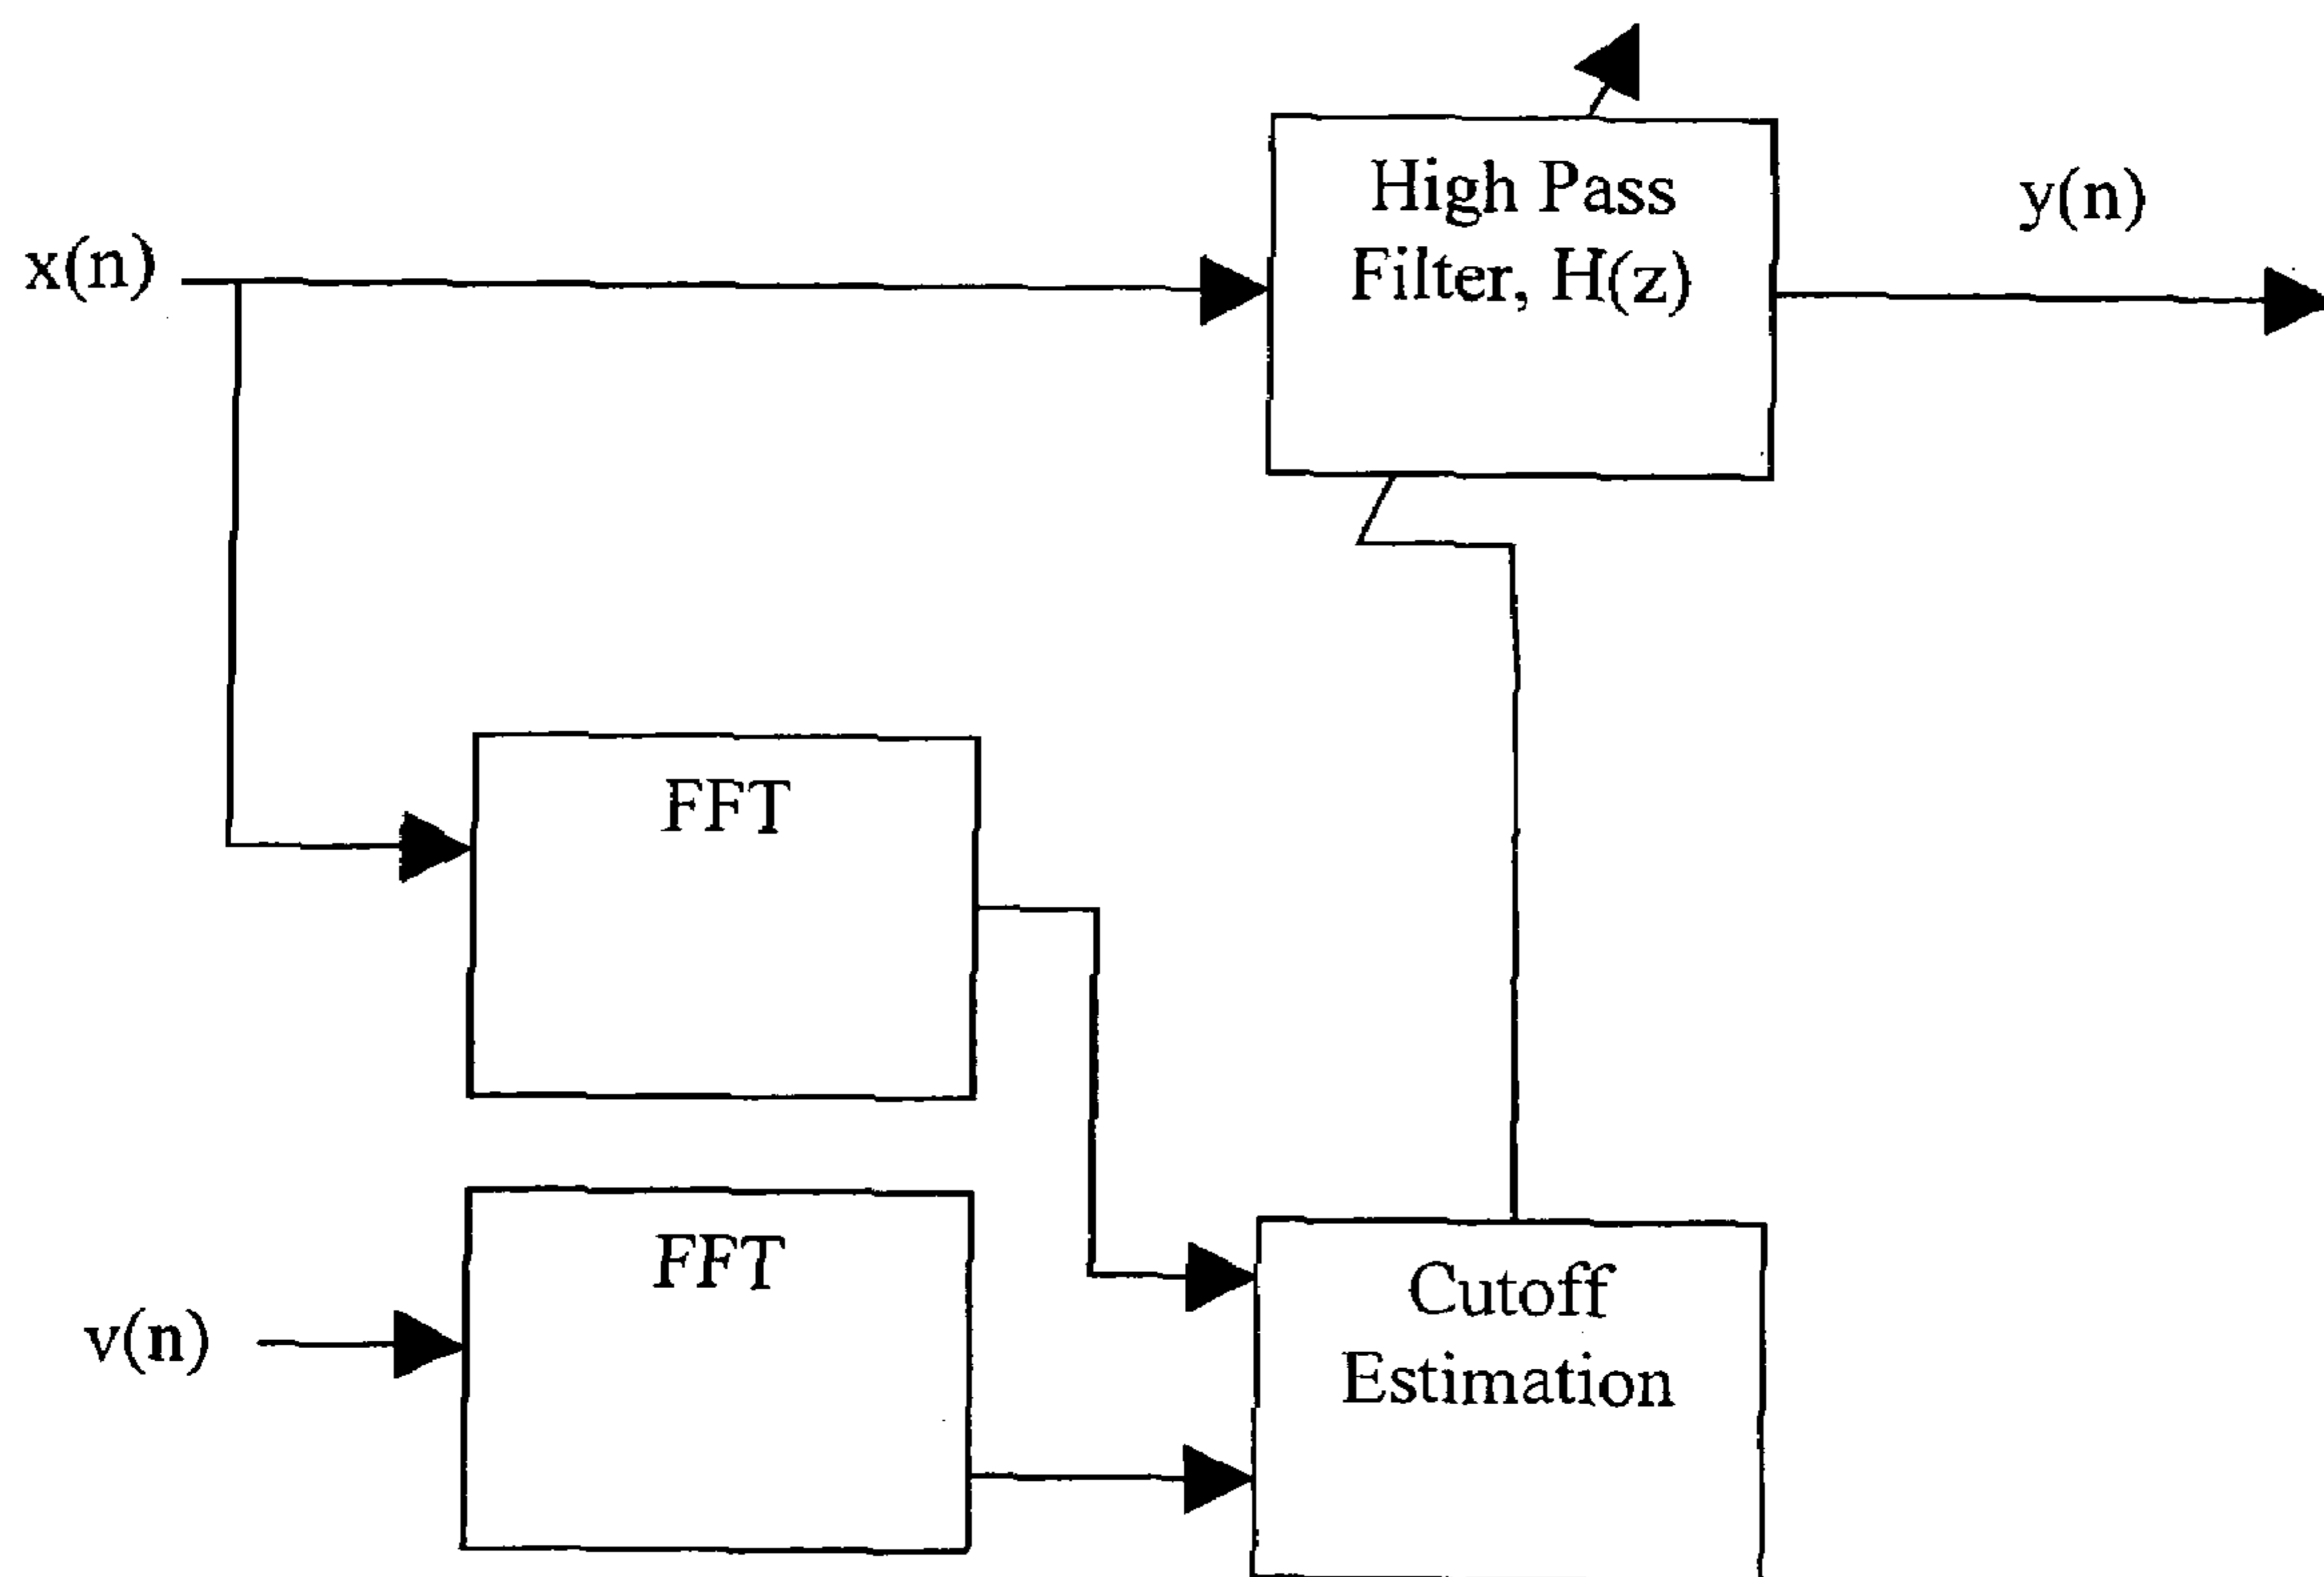 High Pass
Filter, H(z)
y(n)
x(n)
FFT
FFT
v(n)
Cutoff
Estimation